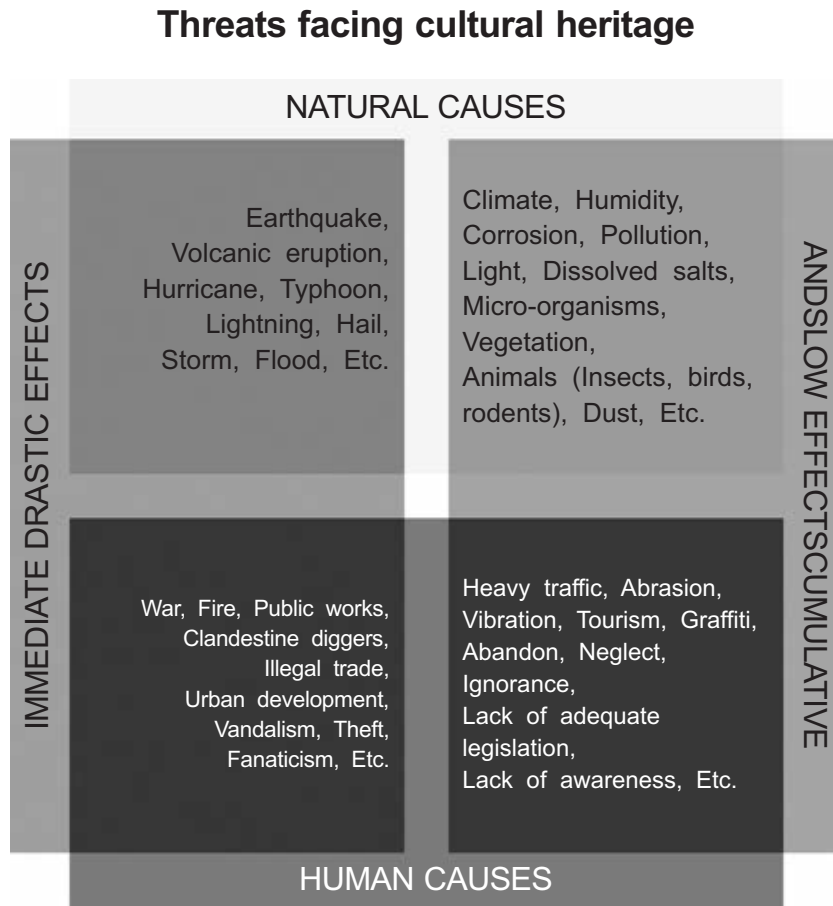 Threats facing cultural heritage
NATURAL CAUSES
IMMEDIATE DRASTIC EFFECTS
Earthquake,
Volcanic eruption,
Hurricane, Typhoon,
Lightning, Hail,
Storm, Flood, Etc.
Climate, Humidity,
Corrosion, Pollution,
Light, Dissolved salts,
Micro-organisms,
Vegetation,
Animals (Insects, birds,
rodents), Dust, Etc.
ANDSLOW EFFECTSCUMULATIVE
War, Fire, Public works,
Clandestine diggers,
Illegal trade,
Urban development,
Vandalism, Theft,
Fanaticism, Etc.
Heavy traffic, Abrasion,
Vibration, Tourism, Graffiti,
Abandon, Neglect,
Ignorance,
Lack of adequate
legislation,
Lack of awareness, Etc.
HUMAN CAUSES